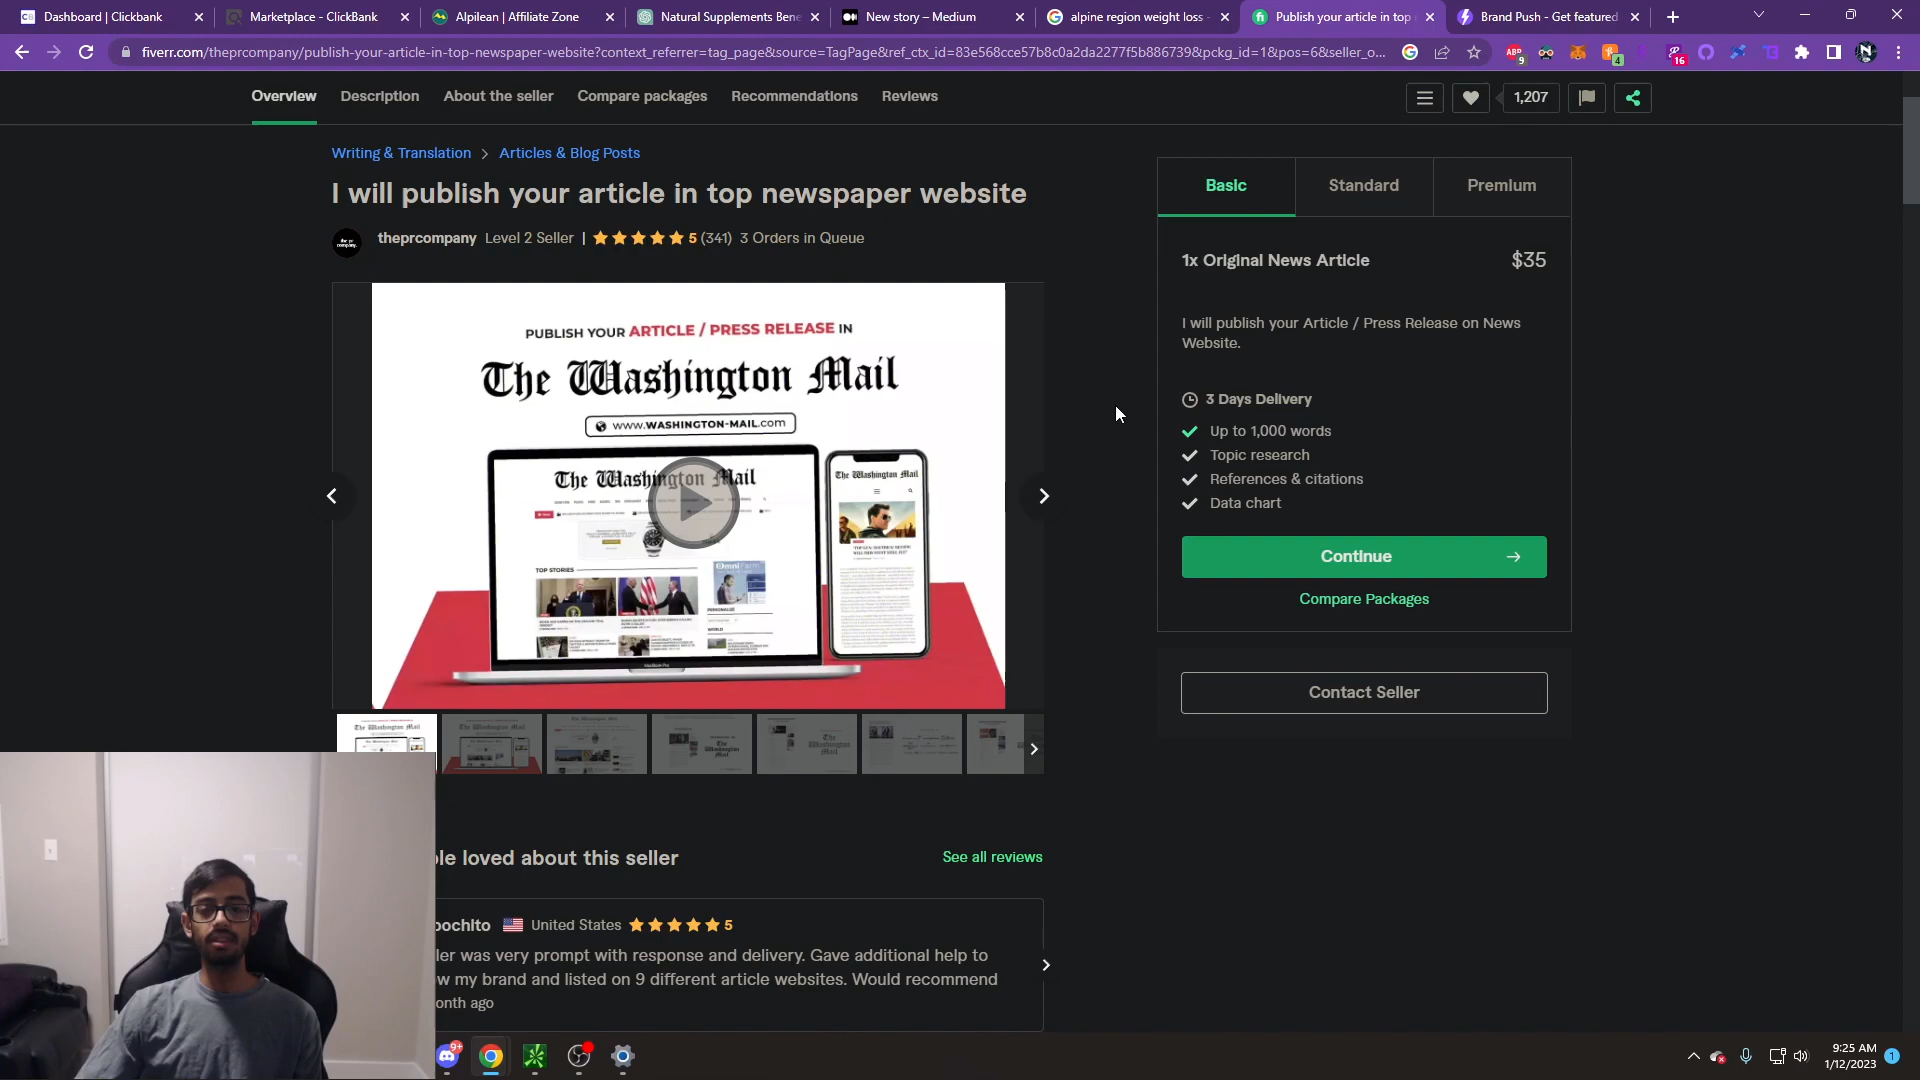 Dashboard | Clickbank
Marketplace - ClickBank
Alpilean | Affiliate Zone
Natural Supplements Bene
New story – Medium
alpine region weight loss -
Publish your article in top
Brand Push - Get featured
fiverr.com/theprcompany/publish-your-article-in-top-newspaper-website?context_referrer=tag_page&source=TagPage&ref_ctx_id=83e568cce57b8c0a2da2277f5b886739&pckg_id=1&pos=6&seller_o...
9
4
16
Overview
Description
About the seller
Compare packages
Recommendations
Reviews
1,207
Writing & Translation > Articles & Blog Posts
I will publish your article in top newspaper website
theprcompany Level 2 Seller | 5 (341) 3 Orders in Queue
PUBLISH YOUR ARTICLE / PRESS RELEASE IN
The Washington Mail
www.WASHINGTON-MAIL.com
The Washington Mail
TOP STORIES
The Washington Mail
Basic
Standard
Premium
1x Original News Article $35
I will publish your Article / Press Release on News
Website.
3 Days Delivery
Up to 1,000 words
Topic research
References & citations
Data chart
Continue
Compare Packages
Contact Seller
ple loved about this seller
See all reviews
pochito United States 5
ler was very prompt with response and delivery. Gave additional help to
w my brand and listed on 9 different article websites. Would recommend
onth ago
9+
9:25 AM
1/12/2023
1